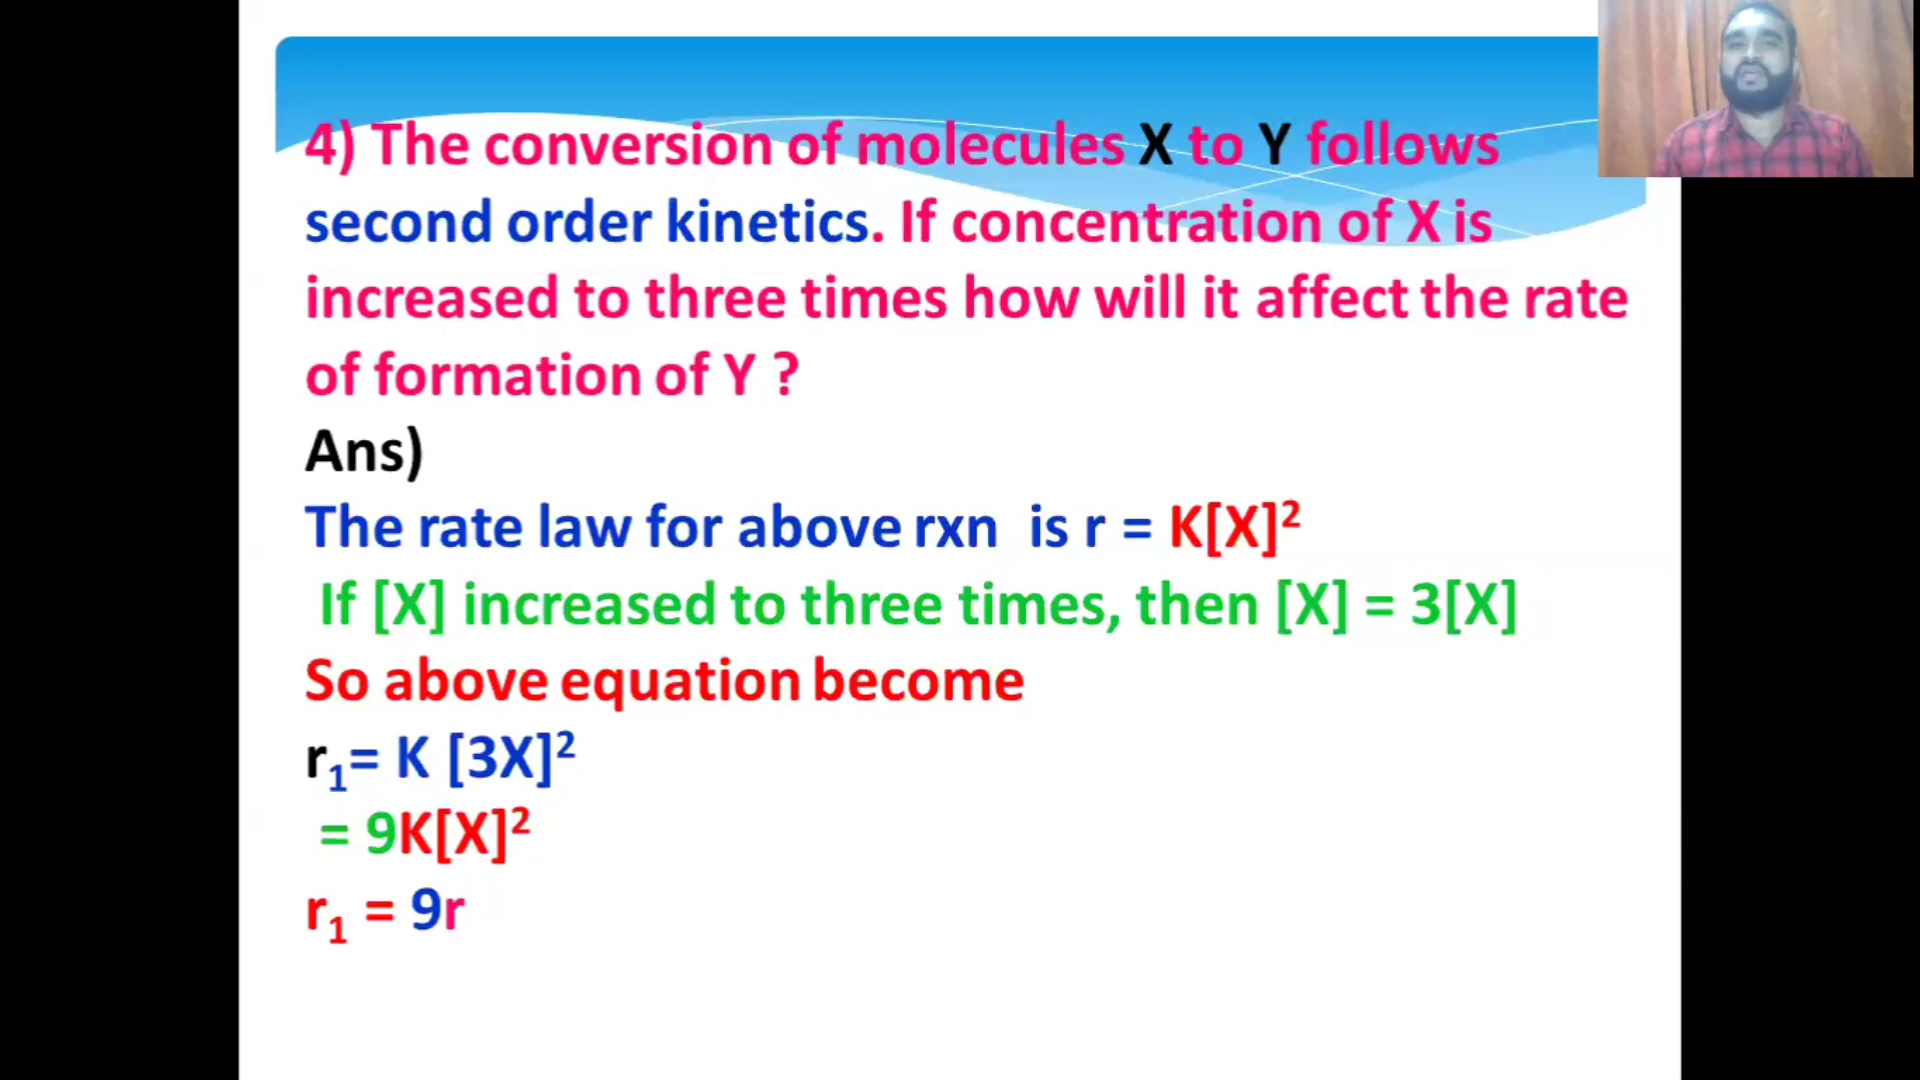 4) The conversion of molecules X to Y follows
second order kinetics. If concentration of X is
increased to three times how will it affect the rate
of formation of Y ?
Ans)
The rate law for above rxn is r = K[X]²
If [X] increased to three times, then [X] = 3[X]
So above equation become
r₁= K [3X]²
= 9K[X]²
r₁ = 9r